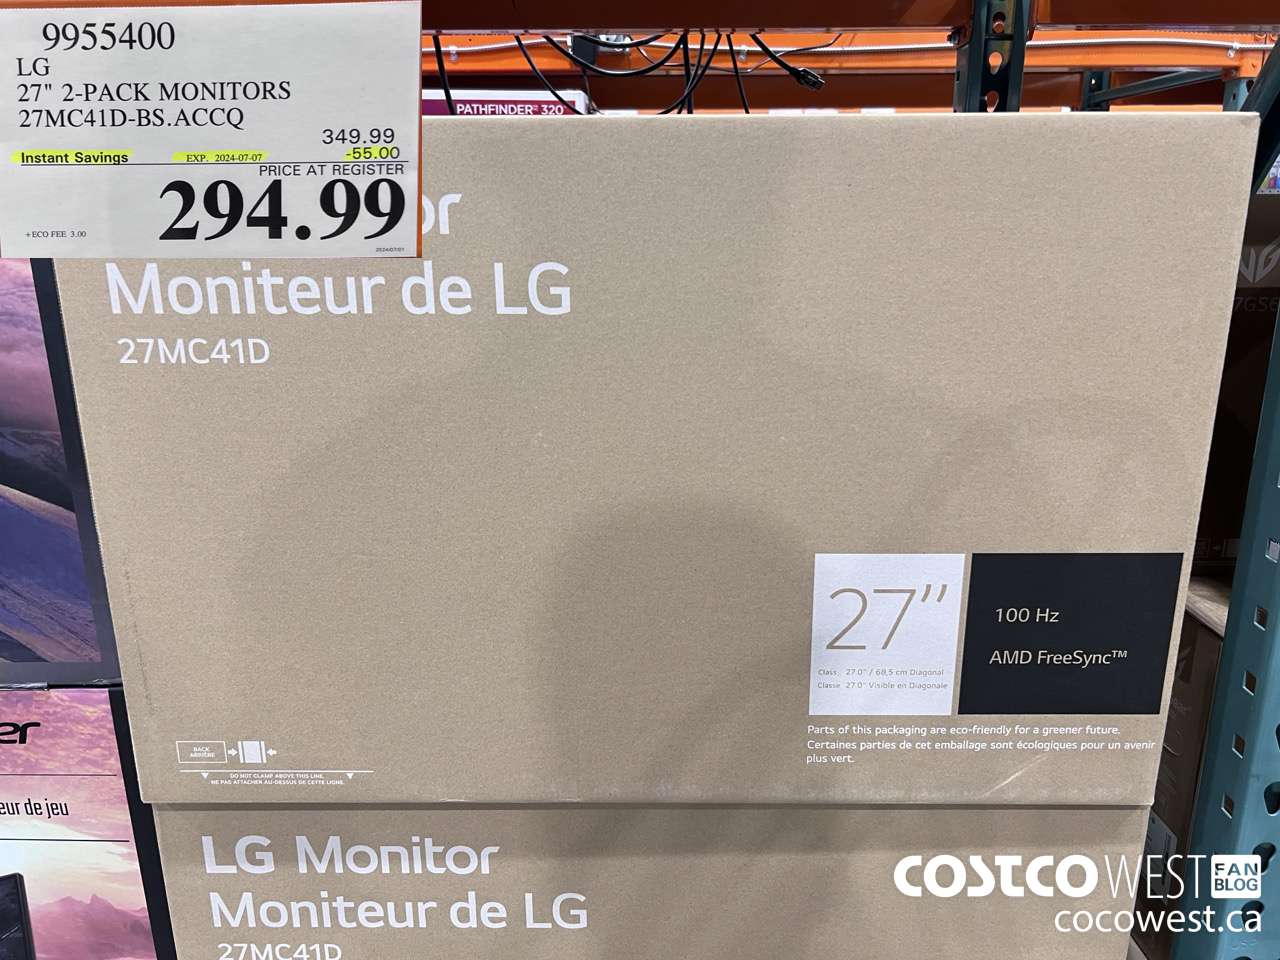 9955400
LG
27" 2-PACK MONITORS
27MC41D-BS.ACCQ
349.99
Instant Savings EXP. 2024-07-07 -55.00
PRICE AT REGISTER
294.99
+ECO FEE 3.00
2024/07/01
PATHFINDER² 320
or
Moniteur de LG
27MC41D
27"
Class 27.0" / 68,5 cm Diagonal
Classe 27.0" Visible en Diagonale
100 Hz
AMD FreeSync™
Parts of this packaging are eco-friendly for a greener future.
Certaines parties de cet emballage sont écologiques pour un avenir
plus vert.
BACK
ARRIÈRE
DO NOT CLAMP ABOVE THIS LINE.
NE PAS ATTACHER AU-DESSUS DE CETTE LIGNE.
er
eur de jeu
LG Monitor
Moniteur de LG
27MC41D
COSTCO WEST FAN BLOG
cocowest.ca